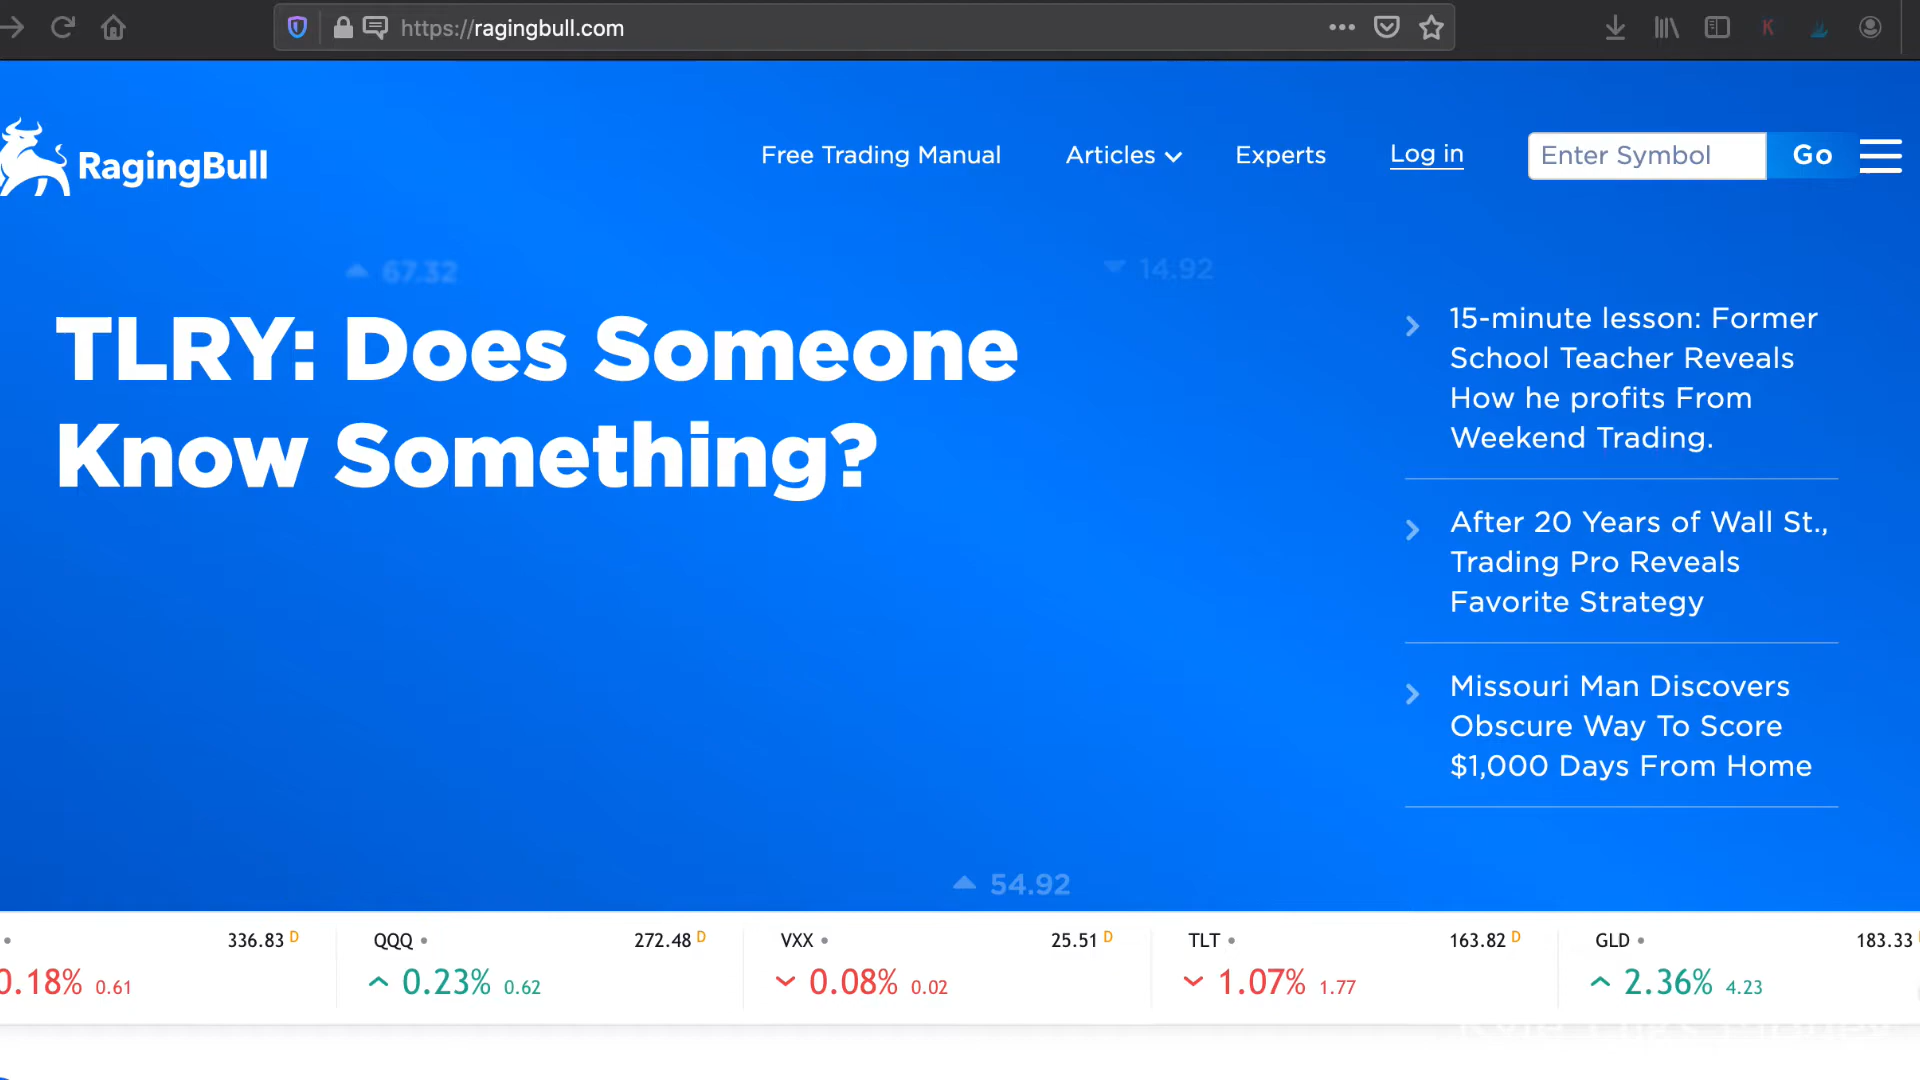 https://ragingbull.com
RagingBull
Free Trading Manual
Articles
Experts
Log in
Enter Symbol
Go
67.32
14.92
TLRY: Does Someone
Know Something?
15-minute lesson: Former
School Teacher Reveals
How he profits From
Weekend Trading.
After 20 Years of Wall St.,
Trading Pro Reveals
Favorite Strategy
Missouri Man Discovers
Obscure Way To Score
$1,000 Days From Home
54.92
336.83 D
0.18% 0.61
QQQ 272.48 D
0.23% 0.62
VXX 25.51 D
0.08% 0.02
TLT 163.82 D
1.07% 1.77
GLD 183.33
2.36% 4.23